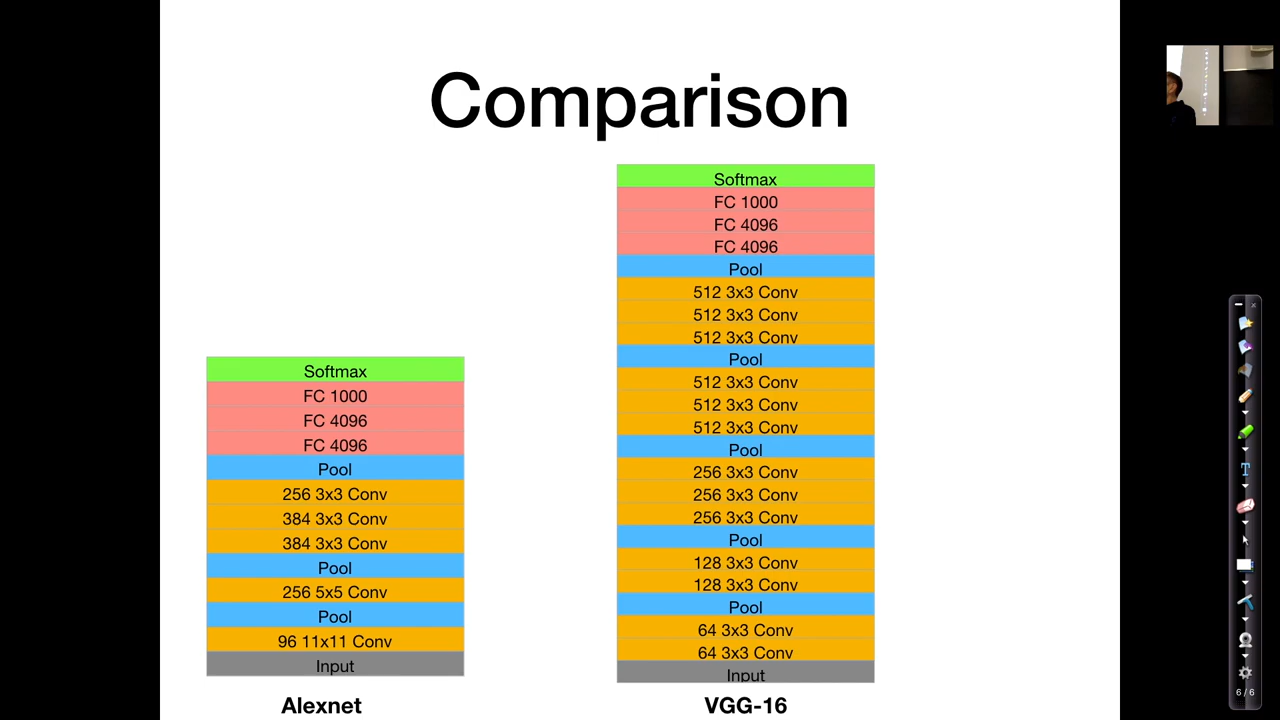 Comparison
Softmax
FC 1000
FC 4096
FC 4096
Pool
256 3x3 Conv
384 3x3 Conv
384 3x3 Conv
Pool
256 5x5 Conv
Pool
96 11x11 Conv
Input
Alexnet
Softmax
FC 1000
FC 4096
FC 4096
Pool
512 3x3 Conv
512 3x3 Conv
512 3x3 Conv
Pool
512 3x3 Conv
512 3x3 Conv
512 3x3 Conv
Pool
256 3x3 Conv
256 3x3 Conv
256 3x3 Conv
Pool
128 3x3 Conv
128 3x3 Conv
Pool
64 3x3 Conv
64 3x3 Conv
Input
VGG-16
T
6 / 6